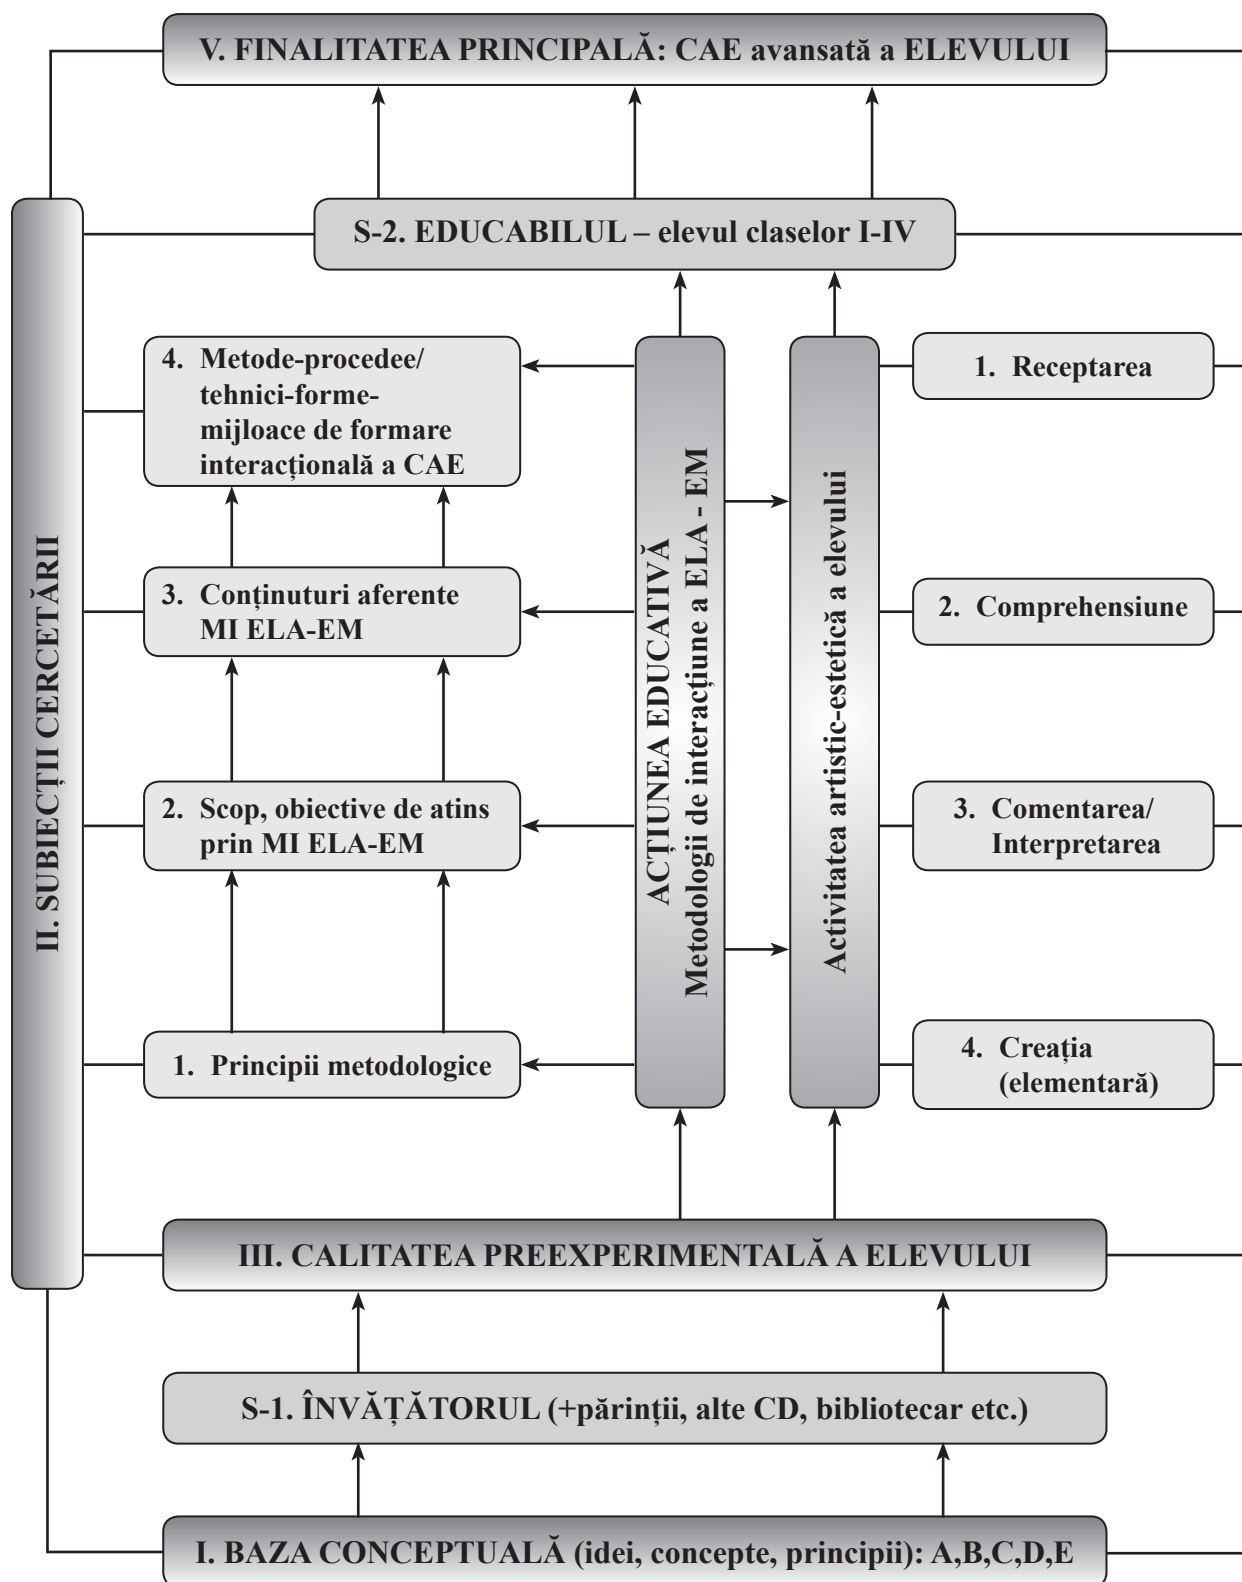 V. FINALITATEA PRINCIPALĂ: CAE avansată a ELEVULUI
S-2. EDUCABILUL – elevul claselor I-IV
II. SUBIECȚII CERCETĂRII
4. Metode-procedee/
tehnici-forme-
mijloace de formare
interacțională a CAE
3. Conținuturi aferente
MI ELA-EM
2. Scop, obiective de atins
prin MI ELA-EM
1. Principii metodologice
ACȚIUNEA EDUCATIVĂ
Metodologii de interacțiune a ELA - EM
Activitatea artistic-estetică a elevului
1. Receptarea
2. Comprehensiune
3. Comentarea/
Interpretarea
4. Creația
(elementară)
III. CALITATEA PREEXPERIMENTALĂ A ELEVULUI
S-1. ÎNVĂȚĂTORUL (+părinții, alte CD, bibliotecar etc.)
I. BAZA CONCEPTUALĂ (idei, concepte, principii): A,B,C,D,E